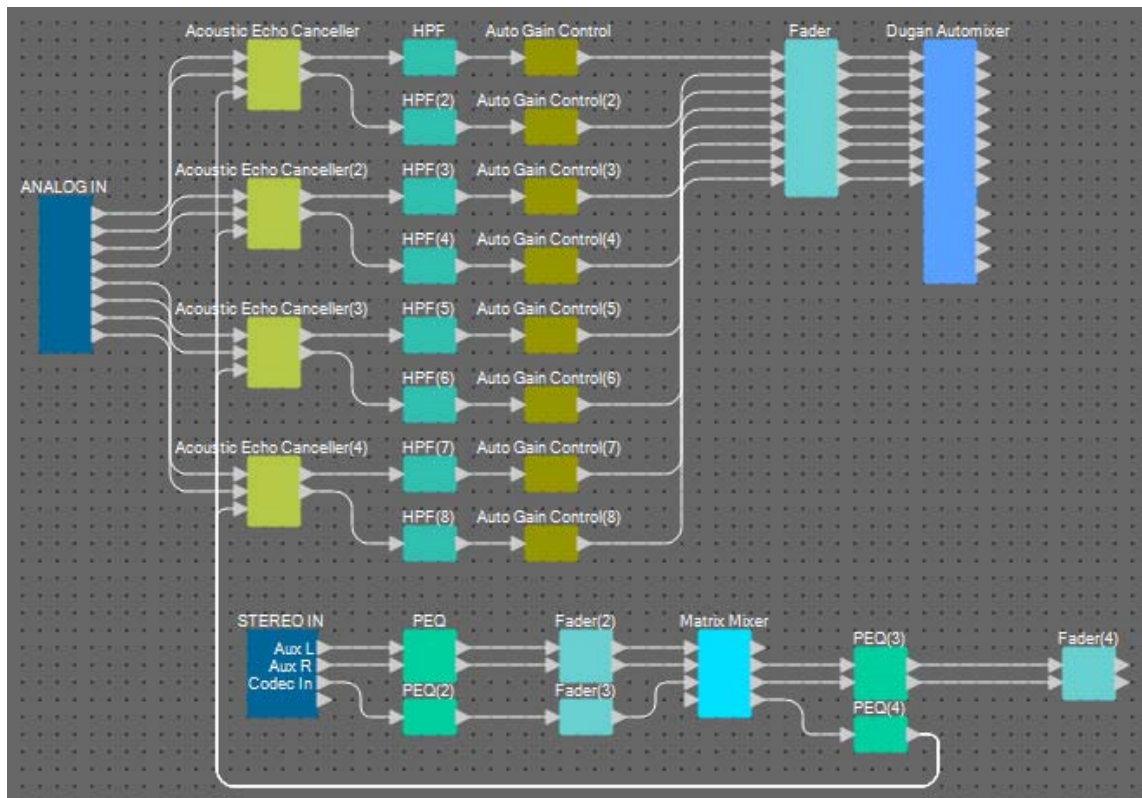 Acoustic Echo Canceller HPF Auto Gain Control Fader Dugan Automixer
HPF(2) Auto Gain Control(2)
Acoustic Echo Canceller(2) HPF(3) Auto Gain Control(3)
ANALOG IN
HPF(4) Auto Gain Control(4)
Acoustic Echo Canceller(3) HPF(5) Auto Gain Control(5)
HPF(6) Auto Gain Control(6)
Acoustic Echo Canceller(4) HPF(7) Auto Gain Control(7)
HPF(8) Auto Gain Control(8)
STEREO IN PEQ Fader(2) Matrix Mixer
PEQ(3) Fader(4)
Aux L
Aux R
Codec In
PEQ(2) Fader(3)
PEQ(4)